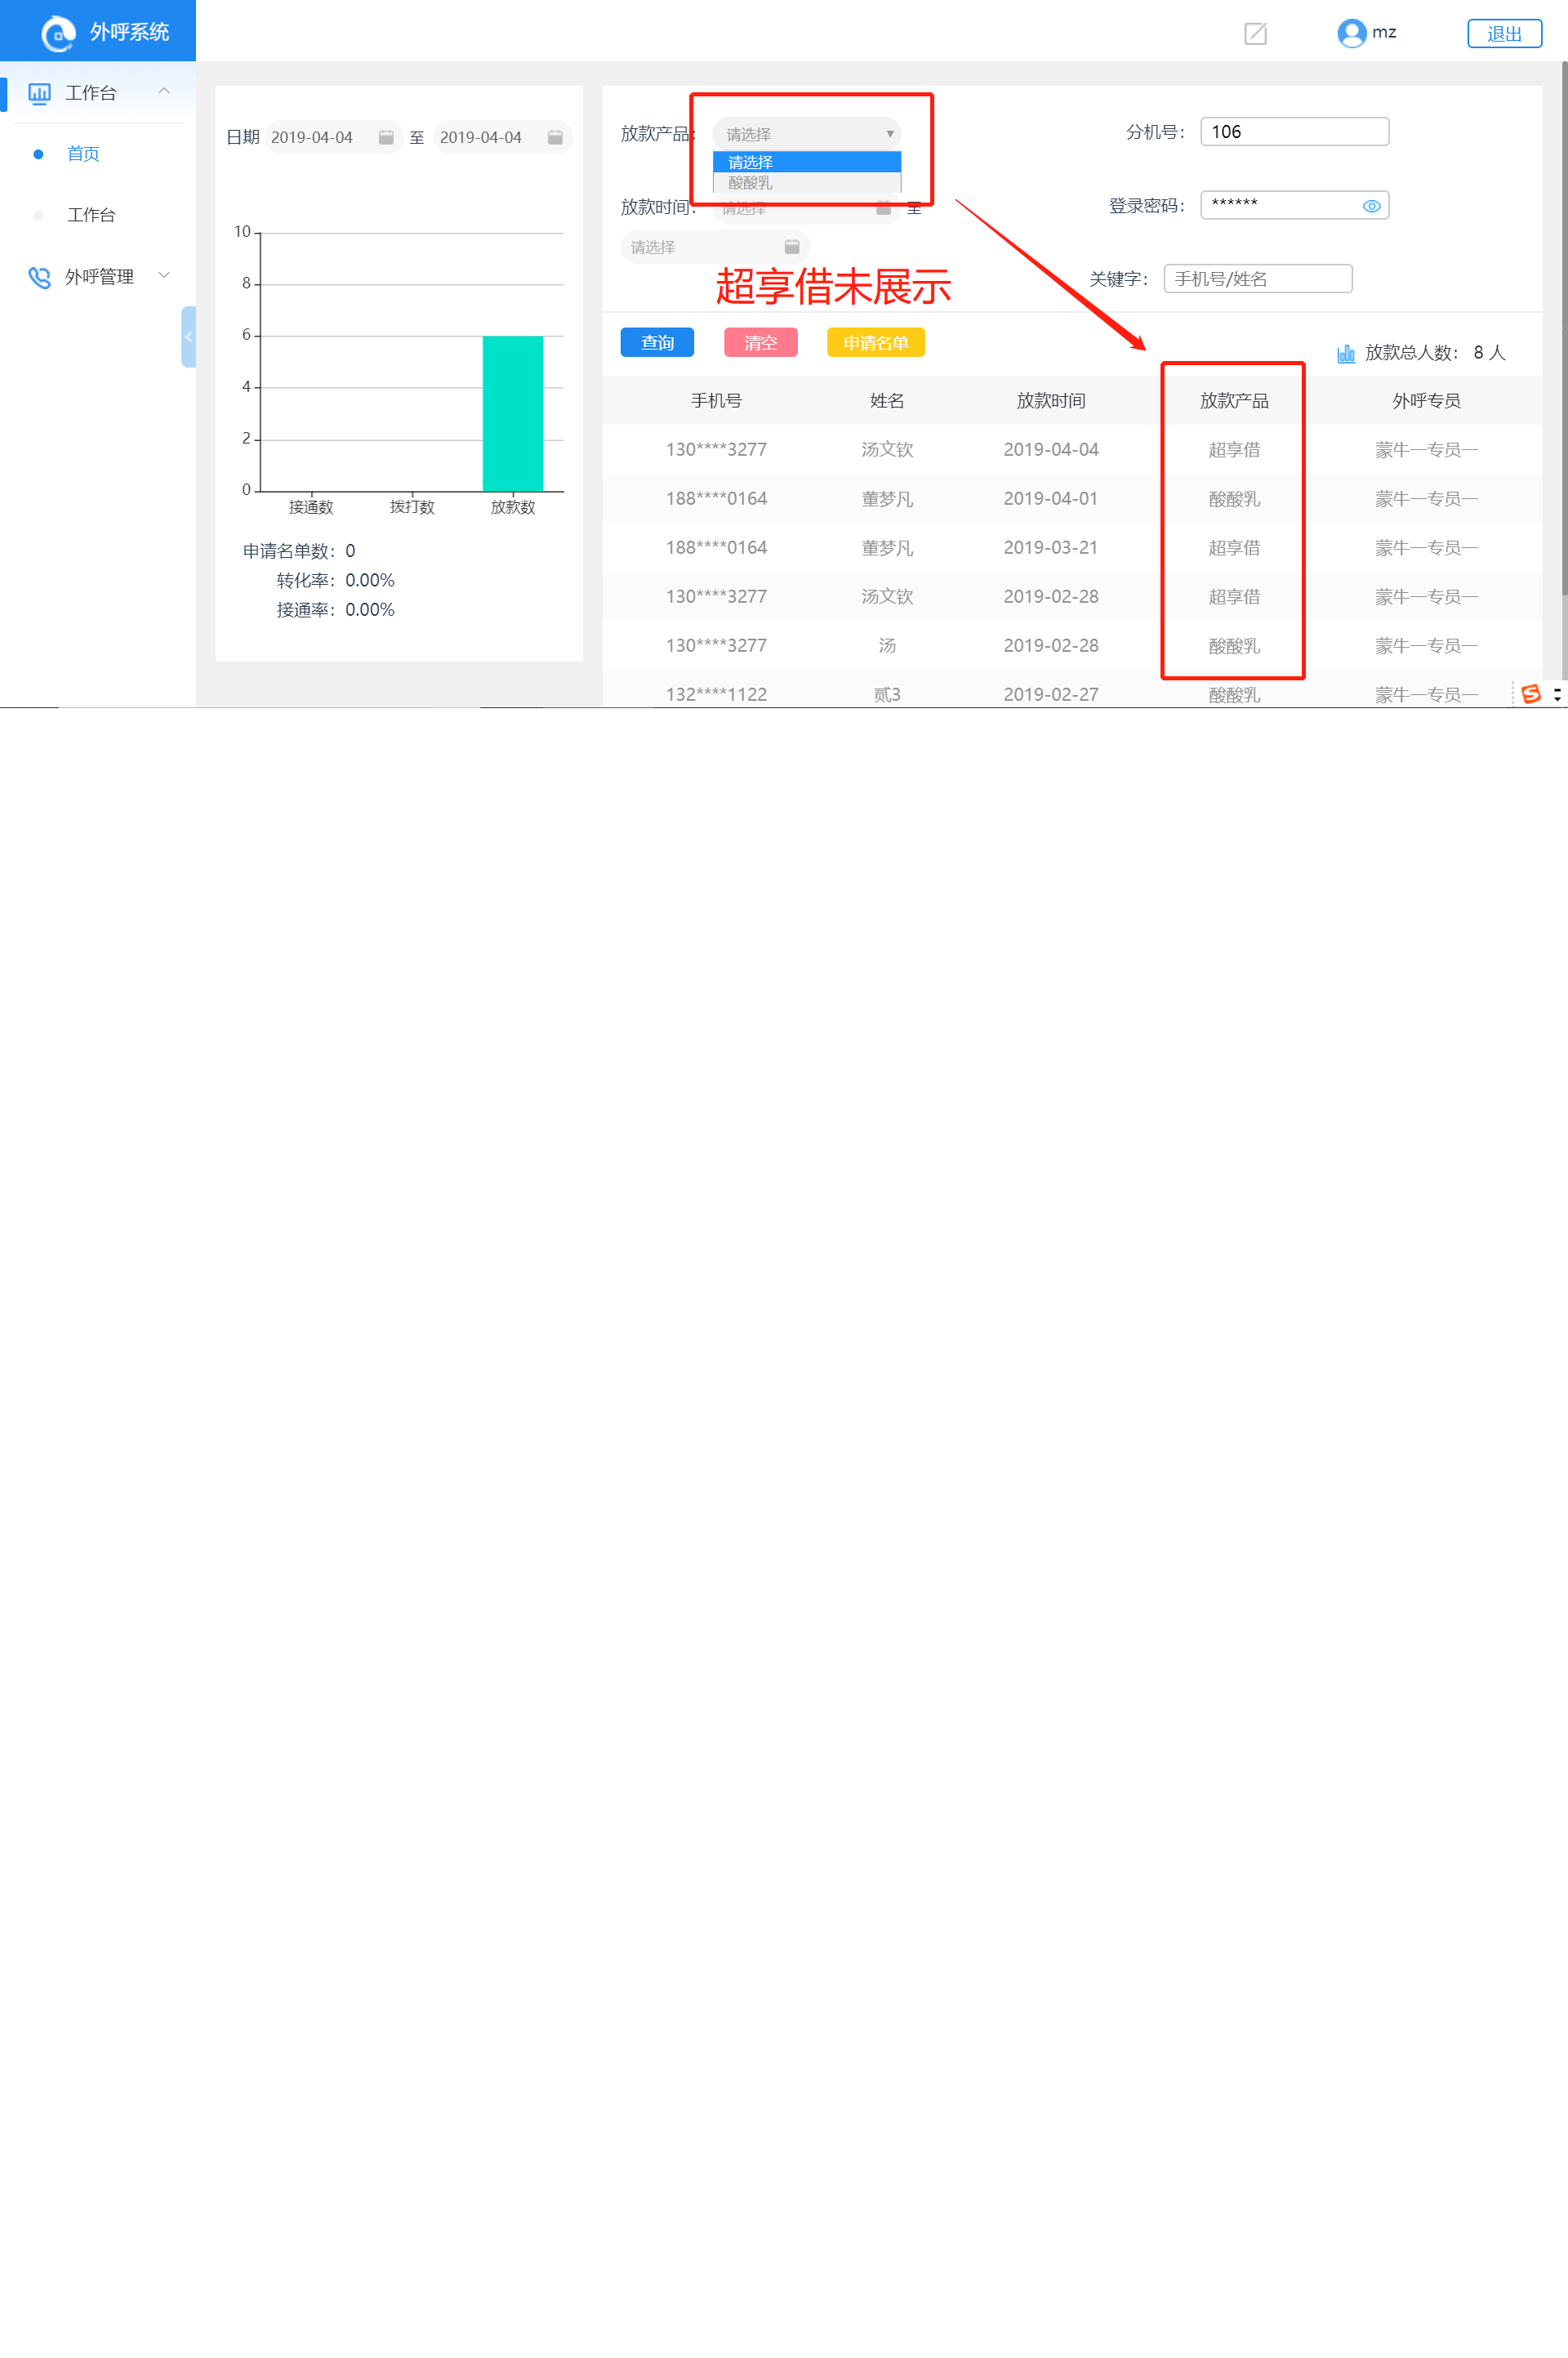 外呼系统
mz
退出
工作台
首页
工作台
外呼管理
日期 2019-04-04 至 2019-04-04
10
8
6
4
2
0
接通数 拨打数 放款数
申请名单数：0
转化率：0.00%
接通率：0.00%
放款产品： 请选择
请选择
酸酸乳
放款时间： 请选择 至
请选择
分机号： 106
登录密码： ******
关键字： 手机号/姓名
超享借未展示
查询 清空 申请名单
放款总人数： 8 人
手机号 姓名 放款时间 放款产品 外呼专员
130****3277 汤文钦 2019-04-04 超享借 蒙牛一专员一
188****0164 董梦凡 2019-04-01 酸酸乳 蒙牛一专员一
188****0164 董梦凡 2019-03-21 超享借 蒙牛一专员一
130****3277 汤文钦 2019-02-28 超享借 蒙牛一专员一
130****3277 汤 2019-02-28 酸酸乳 蒙牛一专员一
132****1122 贰3 2019-02-27 酸酸乳 蒙牛一专员一